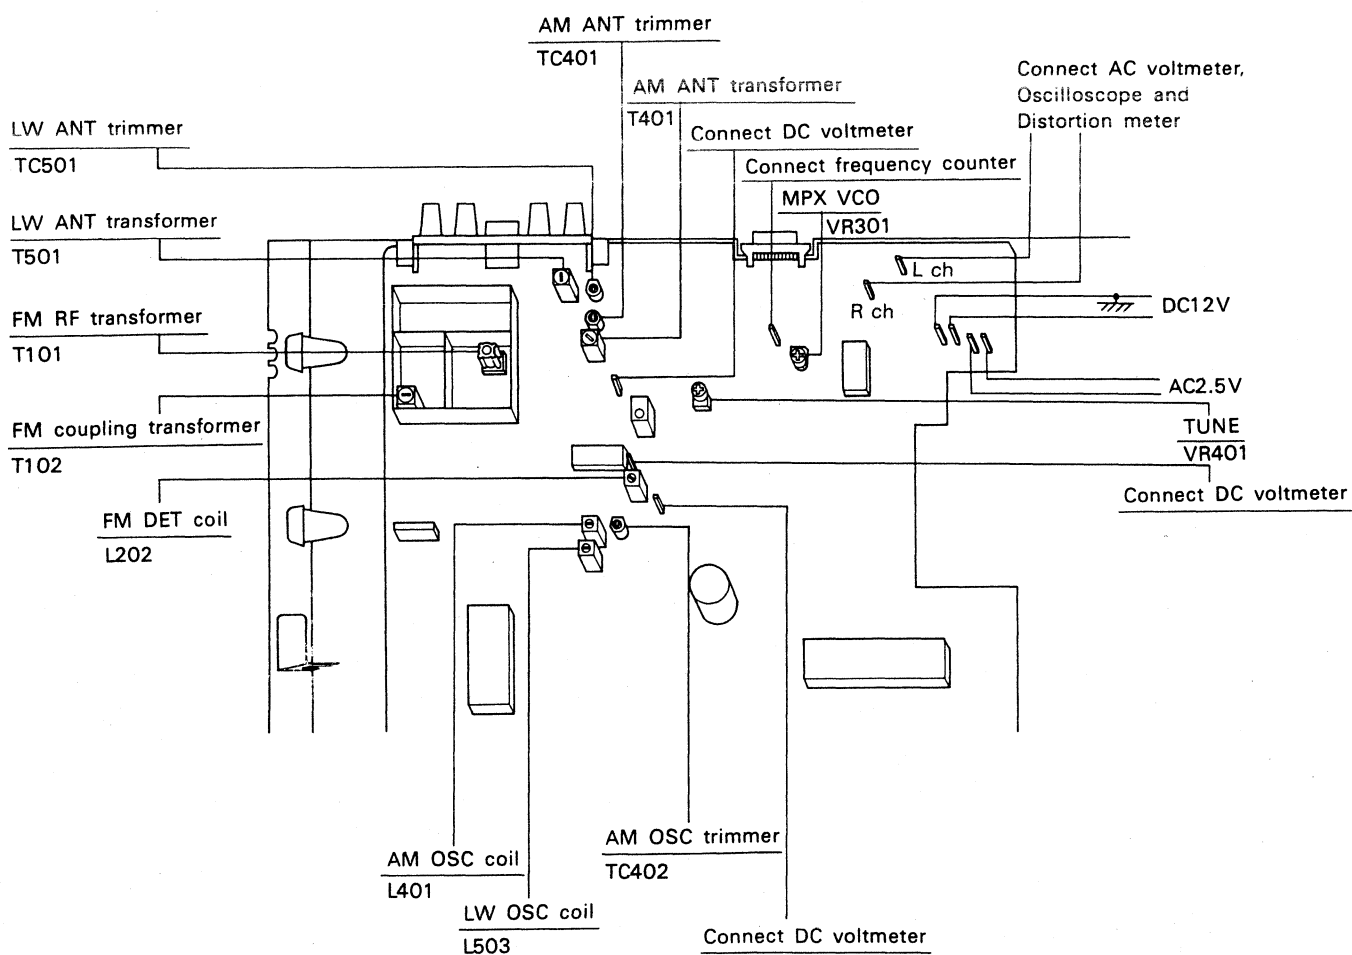 AM ANT trimmer
TC401
AM ANT transformer
T401
Connect AC voltmeter,
Oscilloscope and
Distortion meter
LW ANT trimmer
TC501
Connect DC voltmeter
Connect frequency counter
MPX VCO
VR301
LW ANT transformer
T501
L ch
R ch
DC12V
FM RF transformer
T101
AC2.5V
FM coupling transformer
T102
TUNE
VR401
Connect DC voltmeter
FM DET coil
L202
AM OSC trimmer
TC402
AM OSC coil
L401
LW OSC coil
L503
Connect DC voltmeter